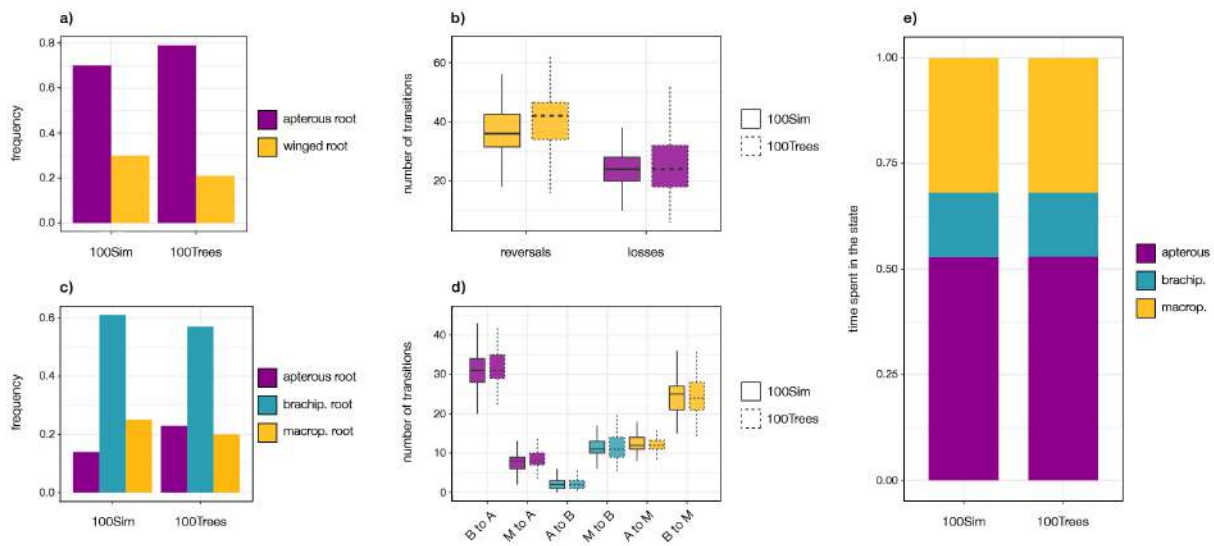 a)
0.8
0.6
0.4
0.2
0.0
frequency
100Sim 100Trees
apterous root
winged root
b)
60
40
20
number of transitions
reversals losses
100Sim
100Trees
c)
0.6
0.4
0.2
0.0
frequency
100Sim 100Trees
apterous root
brachip. root
macrop. root
d)
40
30
20
10
0
number of transitions
B to A
M to A
A to B
M to B
A to M
B to M
100Sim
100Trees
e)
1.00
0.75
0.50
0.25
0.00
time spent in the state
100Sim 100Trees
apterous
brachip.
macrop.